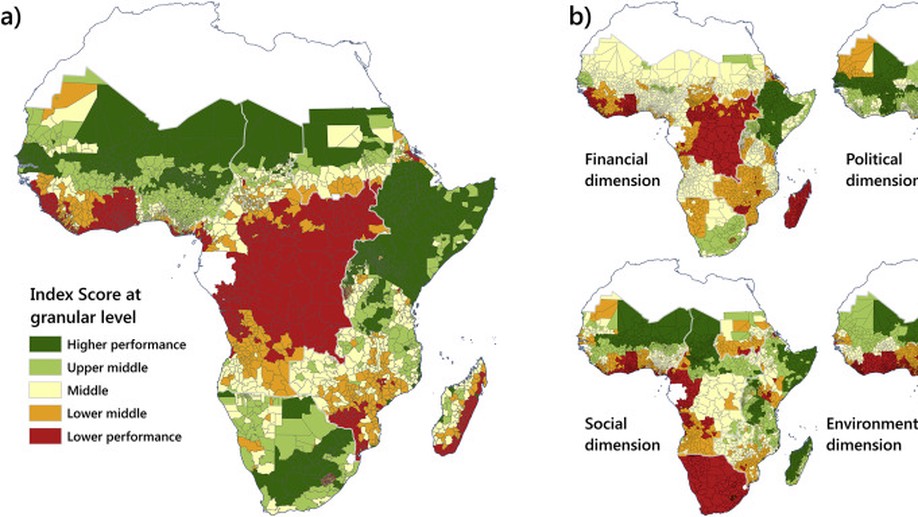 a)
Index Score at
granular level
Higher performance
Upper middle
Middle
Lower middle
Lower performance
b)
Financial
dimension
Political
dimension
Social
dimension
Environment
dimension